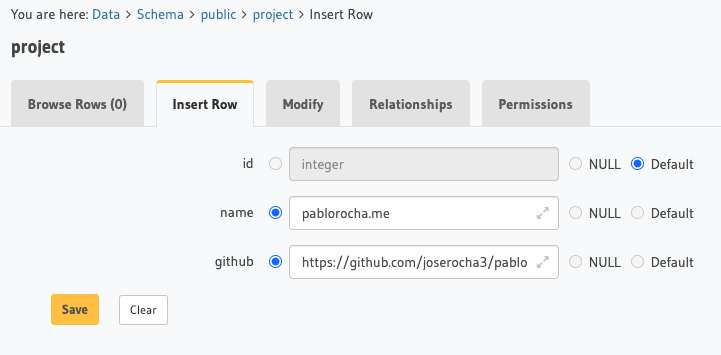 You are here: Data > Schema > public > project > Insert Row
project
Browse Rows (0) Insert Row Modify Relationships Permissions
id integer NULL Default
name pablorocha.me NULL Default
github https://github.com/joserocha3/pablo NULL Default
Save Clear